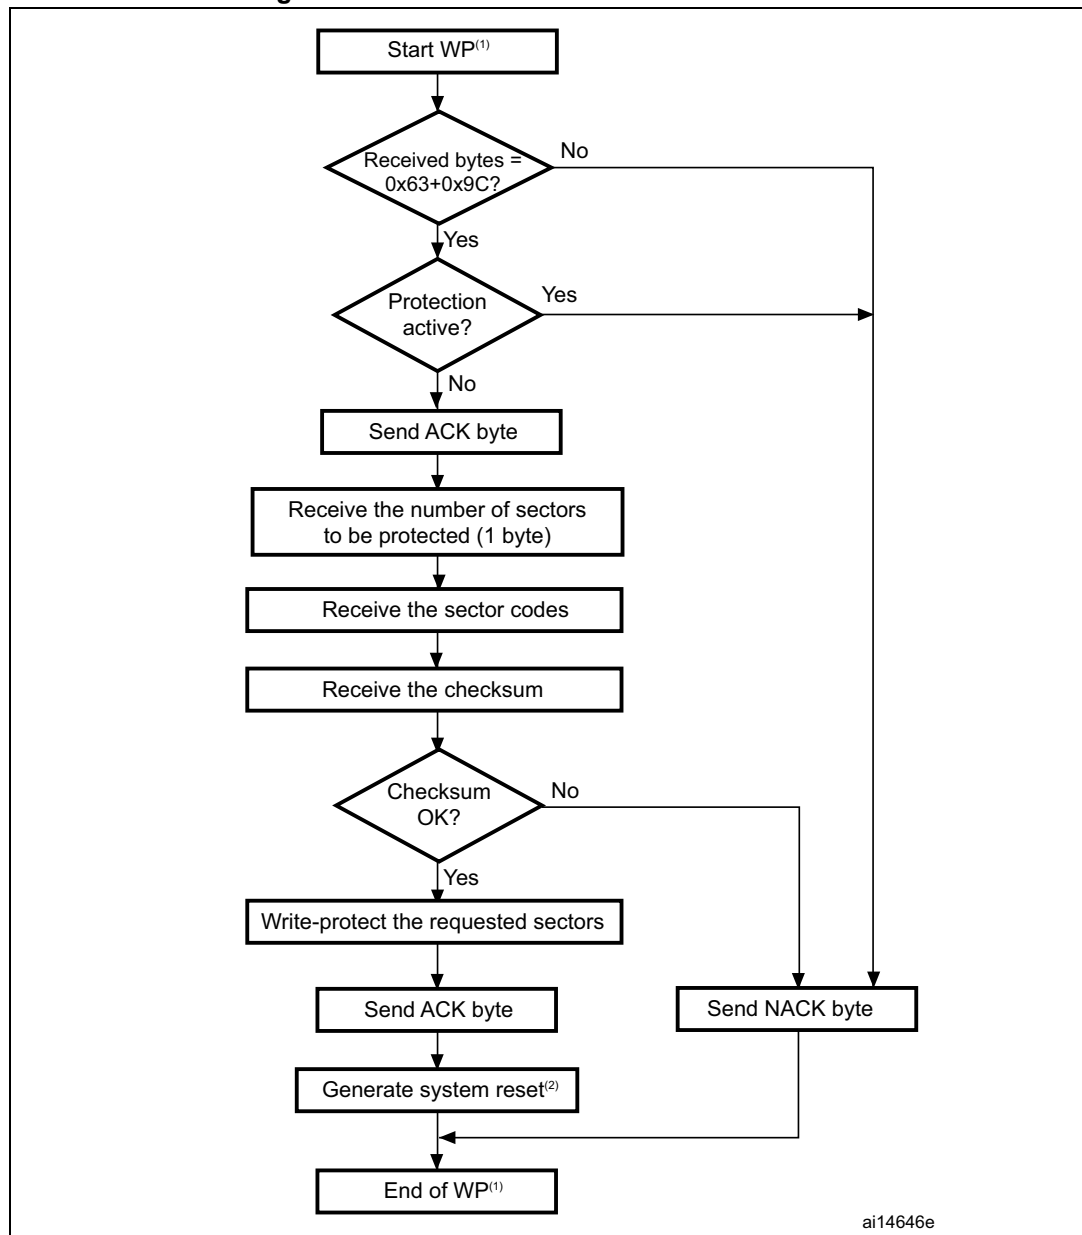 Start WP(1)
Received bytes =
0x63+0x9C?
No
Yes
Protection
active?
Yes
No
Send ACK byte
Receive the number of sectors
to be protected (1 byte)
Receive the sector codes
Receive the checksum
Checksum
OK?
No
Yes
Write-protect the requested sectors
Send ACK byte
Send NACK byte
Generate system reset(2)
End of WP(1)
ai14646e